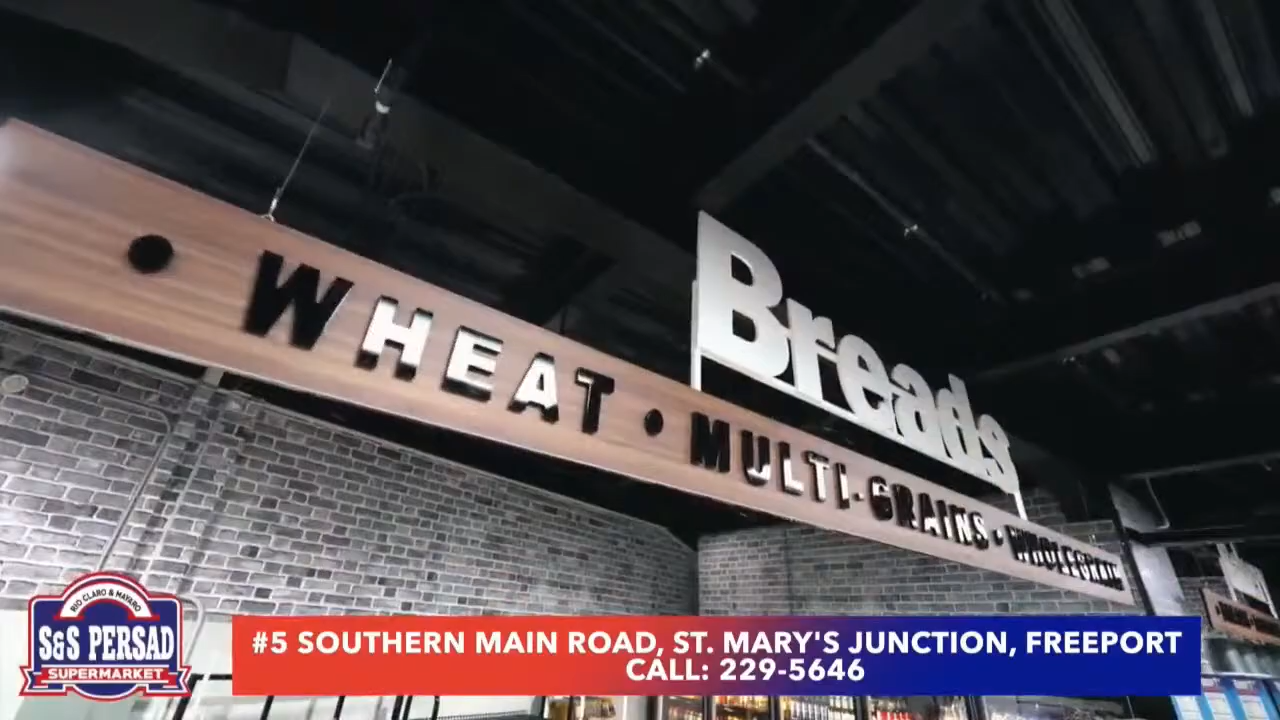 Breads
• WHEAT • MULTI-GRAINS • WHOLEGRAIN
RIO CLARO & MAYARO
S&S PERSAD
SUPERMARKET
#5 SOUTHERN MAIN ROAD, ST. MARY'S JUNCTION, FREEPORT
CALL: 229-5646